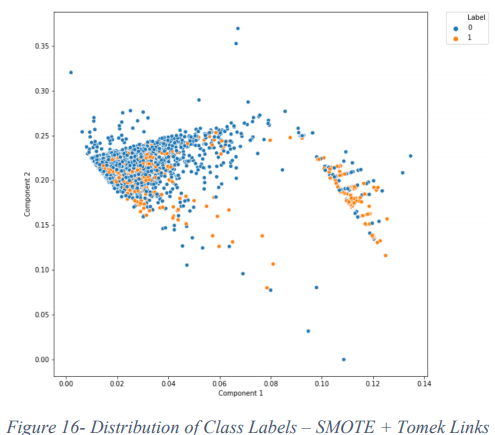 Label
0
1
0.35
0.30
0.25
0.20
0.15
0.10
0.05
0.00
Component 2
0.00 0.02 0.04 0.06 0.08 0.10 0.12 0.14
Component 1
Figure 16- Distribution of Class Labels – SMOTE + Tomek Links